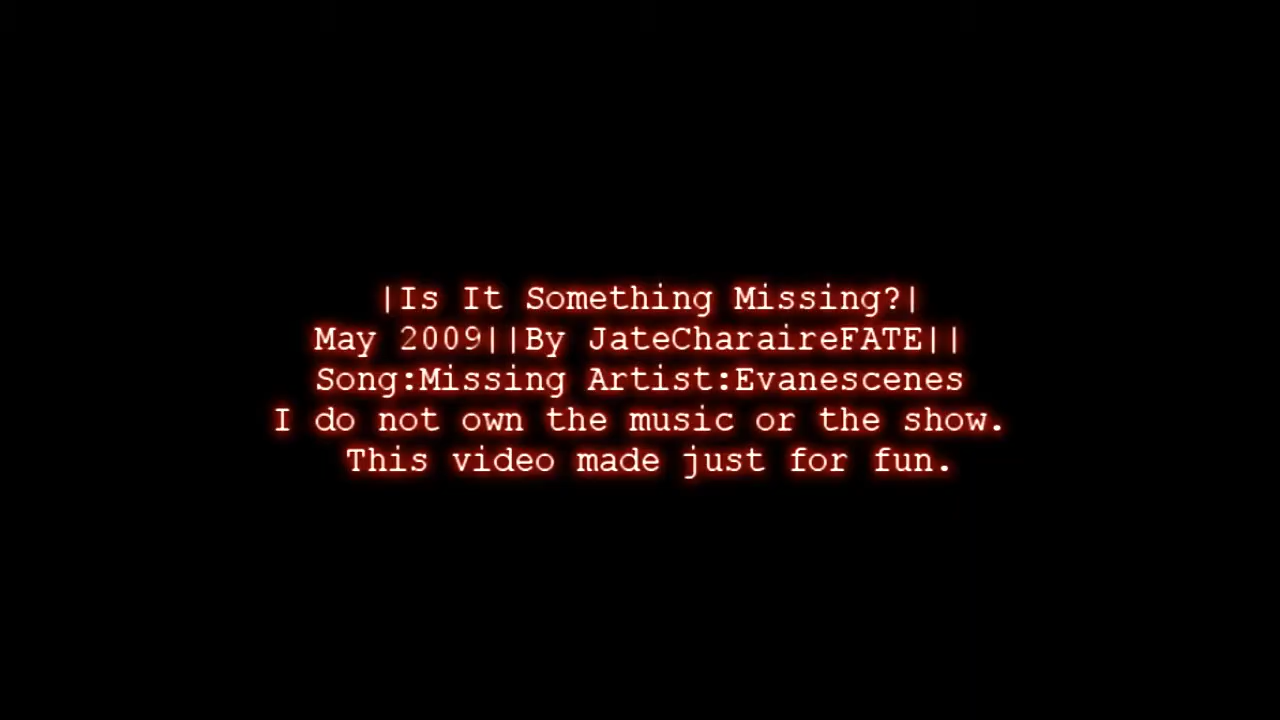 |Is It Something Missing?|
May 2009||By JateCharaireFATE||
Song:Missing Artist:Evanescenes
I do not own the music or the show.
This video made just for fun.